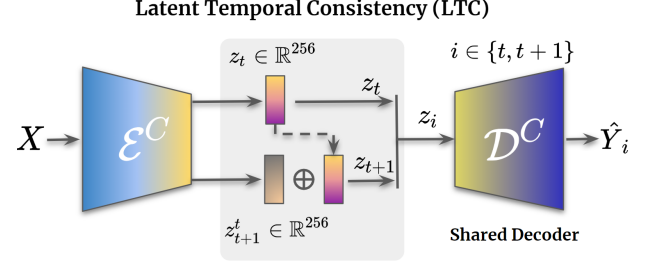 Latent Temporal Consistency (LTC)
z_t ∈ ℝ^256
i ∈ {t, t + 1}
z_t
X
ℰ^C
z_i
𝒟^C
Ŷ_i
⊕
z_{t+1}
z^t_{t+1} ∈ ℝ^256
Shared Decoder